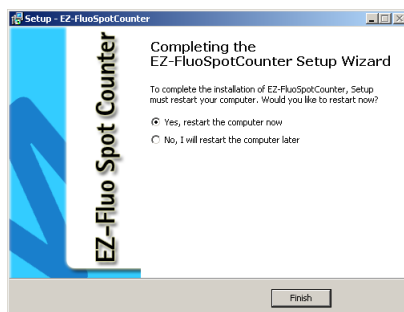 Setup - EZ-FluoSpotCounter
EZ-Fluo Spot Counter
Completing the
EZ-FluoSpotCounter Setup Wizard
To complete the installation of EZ-FluoSpotCounter, Setup
must restart your computer. Would you like to restart now?
Yes, restart the computer now
No, I will restart the computer later
Finish